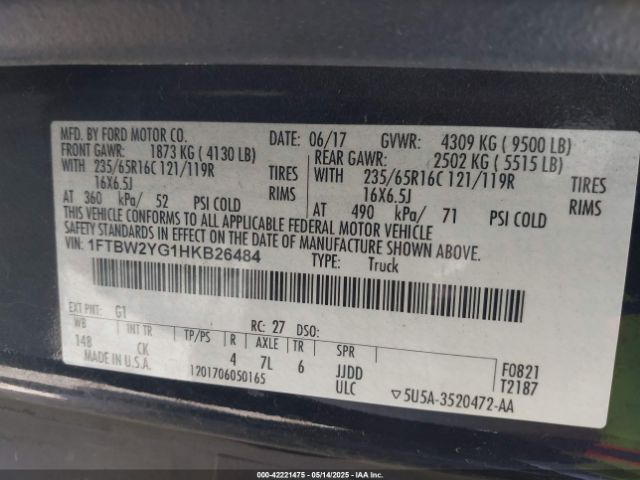 MFD. BY FORD MOTOR CO. DATE: 06/17 GVWR: 4309 KG ( 9500 LB)
FRONT GAWR: 1873 KG ( 4130 LB) REAR GAWR: 2502 KG ( 5515 LB)
WITH 235/65R16C 121/119R TIRES WITH 235/65R16C 121/119R TIRES
16X6.5J RIMS 16X6.5J RIMS
AT 360 kPa/ 52 PSI COLD AT 490 kPa/ 71 PSI COLD
THIS VEHICLE CONFORMS TO ALL APPLICABLE FEDERAL MOTOR VEHICLE
SAFETY STANDARDS IN EFFECT ON THE DATE OF MANUFACTURE SHOWN ABOVE.
VIN: 1FTBW2YG1HKB26484 TYPE: Truck
EXT PNT: G1 RC: 27 DSO:
WB INT TR TP/PS R AXLE TR SPR
148 CK 4 7L 6 JJDD F0821
MADE IN U.S.A. 1201706050165 ULC T2187
▽5U5A-3520472-AA
000-42221475 - 05/14/2025 - IAA Inc.